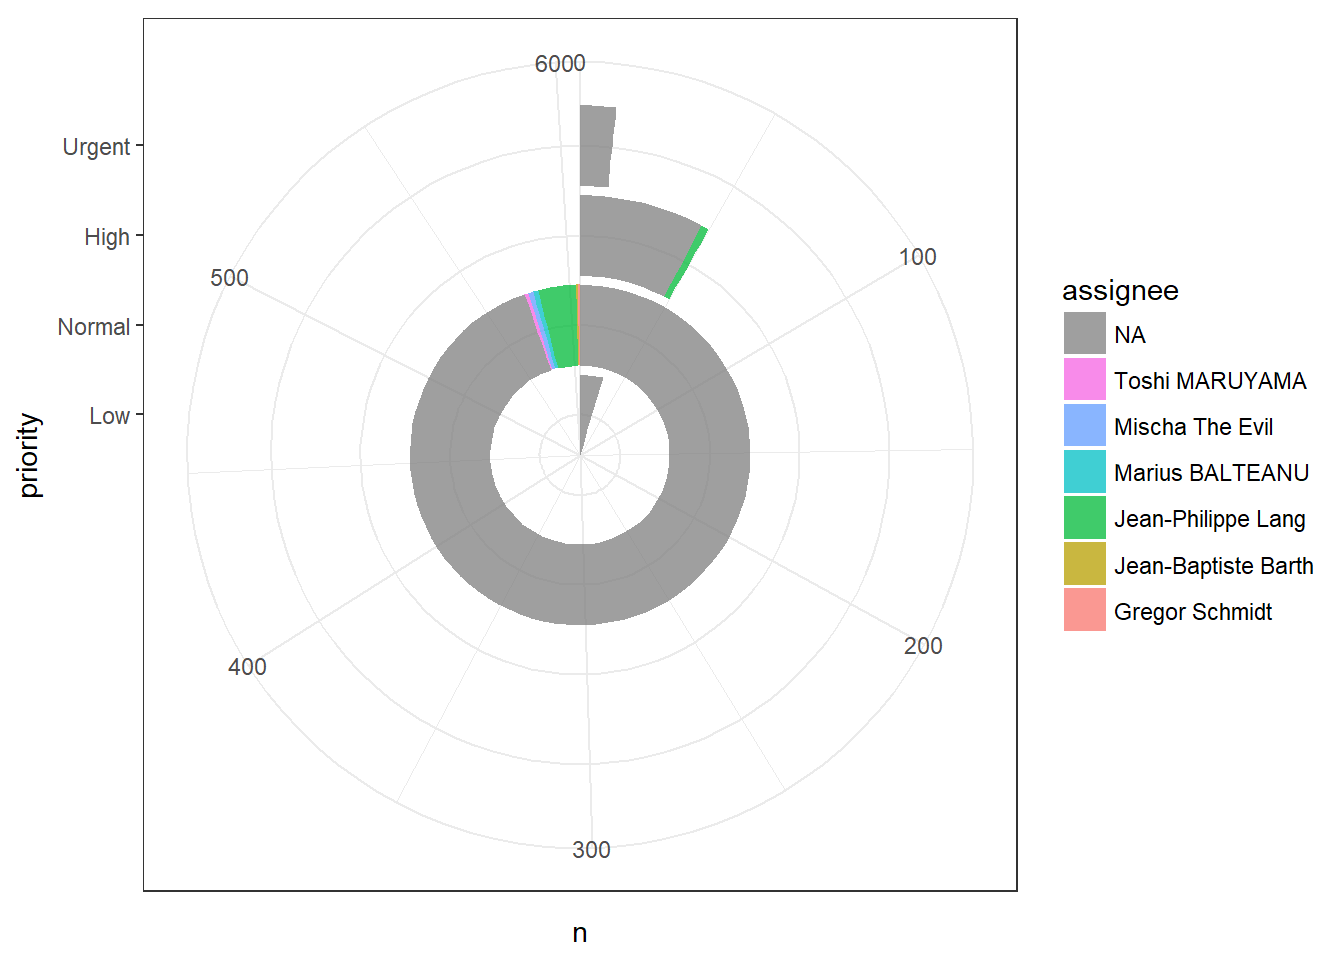 6000
Urgent
High
100
500
assignee
Normal
NA
Toshi MARUYAMA
Low
Mischa The Evil
priority
Marius BALTEANU
Jean-Philippe Lang
Jean-Baptiste Barth
Gregor Schmidt
200
400
300
n